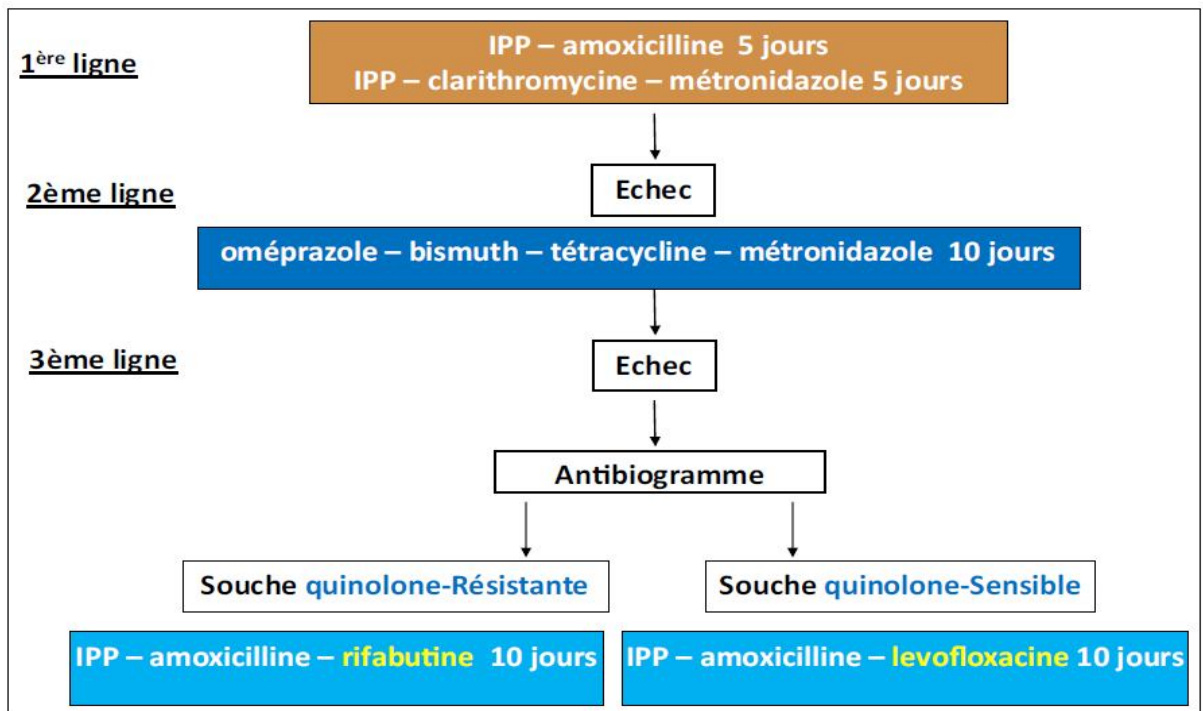 1ère ligne
IPP – amoxicilline 5 jours
IPP – clarithromycine – métronidazole 5 jours
Echec
2ème ligne
oméprazole – bismuth – tétracycline – métronidazole 10 jours
3ème ligne
Echec
Antibiogramme
Souche quinolone-Résistante
Souche quinolone-Sensible
IPP – amoxicilline – rifabutine 10 jours
IPP – amoxicilline – levofloxacine 10 jours